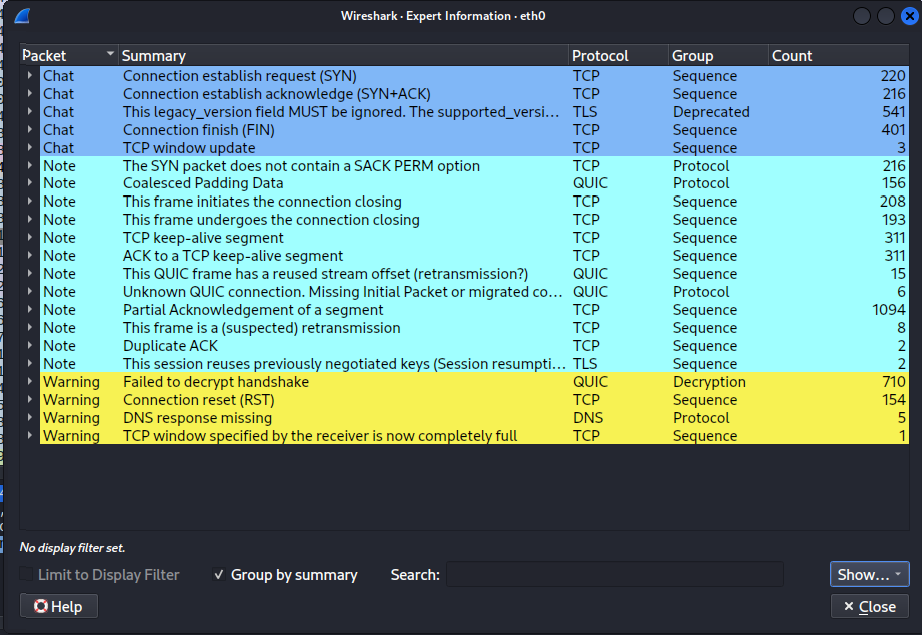 Wireshark · Expert Information · eth0
Packet Summary Protocol Group Count
Chat Connection establish request (SYN) TCP Sequence 220
Chat Connection establish acknowledge (SYN+ACK) TCP Sequence 216
Chat This legacy_version field MUST be ignored. The supported_versi... TLS Deprecated 541
Chat Connection finish (FIN) TCP Sequence 401
Chat TCP window update TCP Sequence 3
Note The SYN packet does not contain a SACK PERM option TCP Protocol 216
Note Coalesced Padding Data QUIC Protocol 156
Note This frame initiates the connection closing TCP Sequence 208
Note This frame undergoes the connection closing TCP Sequence 193
Note TCP keep-alive segment TCP Sequence 311
Note ACK to a TCP keep-alive segment TCP Sequence 311
Note This QUIC frame has a reused stream offset (retransmission?) QUIC Sequence 15
Note Unknown QUIC connection. Missing Initial Packet or migrated co... QUIC Protocol 6
Note Partial Acknowledgement of a segment TCP Sequence 1094
Note This frame is a (suspected) retransmission TCP Sequence 8
Note Duplicate ACK TCP Sequence 2
Note This session reuses previously negotiated keys (Session resumpti... TLS Sequence 2
Warning Failed to decrypt handshake QUIC Decryption 710
Warning Connection reset (RST) TCP Sequence 154
Warning DNS response missing DNS Protocol 5
Warning TCP window specified by the receiver is now completely full TCP Sequence 1
No display filter set.
Limit to Display Filter ✓ Group by summary Search: Show...
Help × Close